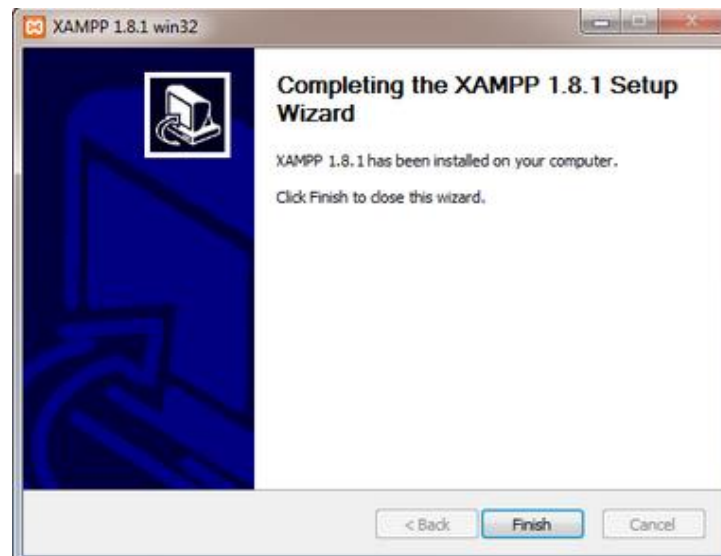 XAMPP 1.8.1 win32
Completing the XAMPP 1.8.1 Setup
Wizard
XAMPP 1.8.1 has been installed on your computer.
Click Finish to close this wizard.
< Back
Finish
Cancel